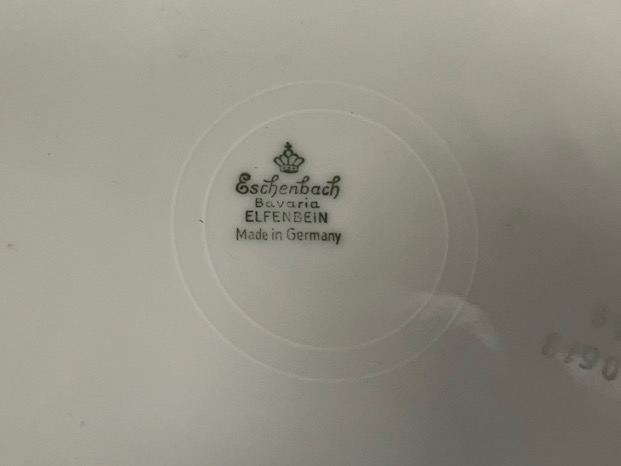 Eschenbach
Bavaria
ELFENBEIN
Made in Germany